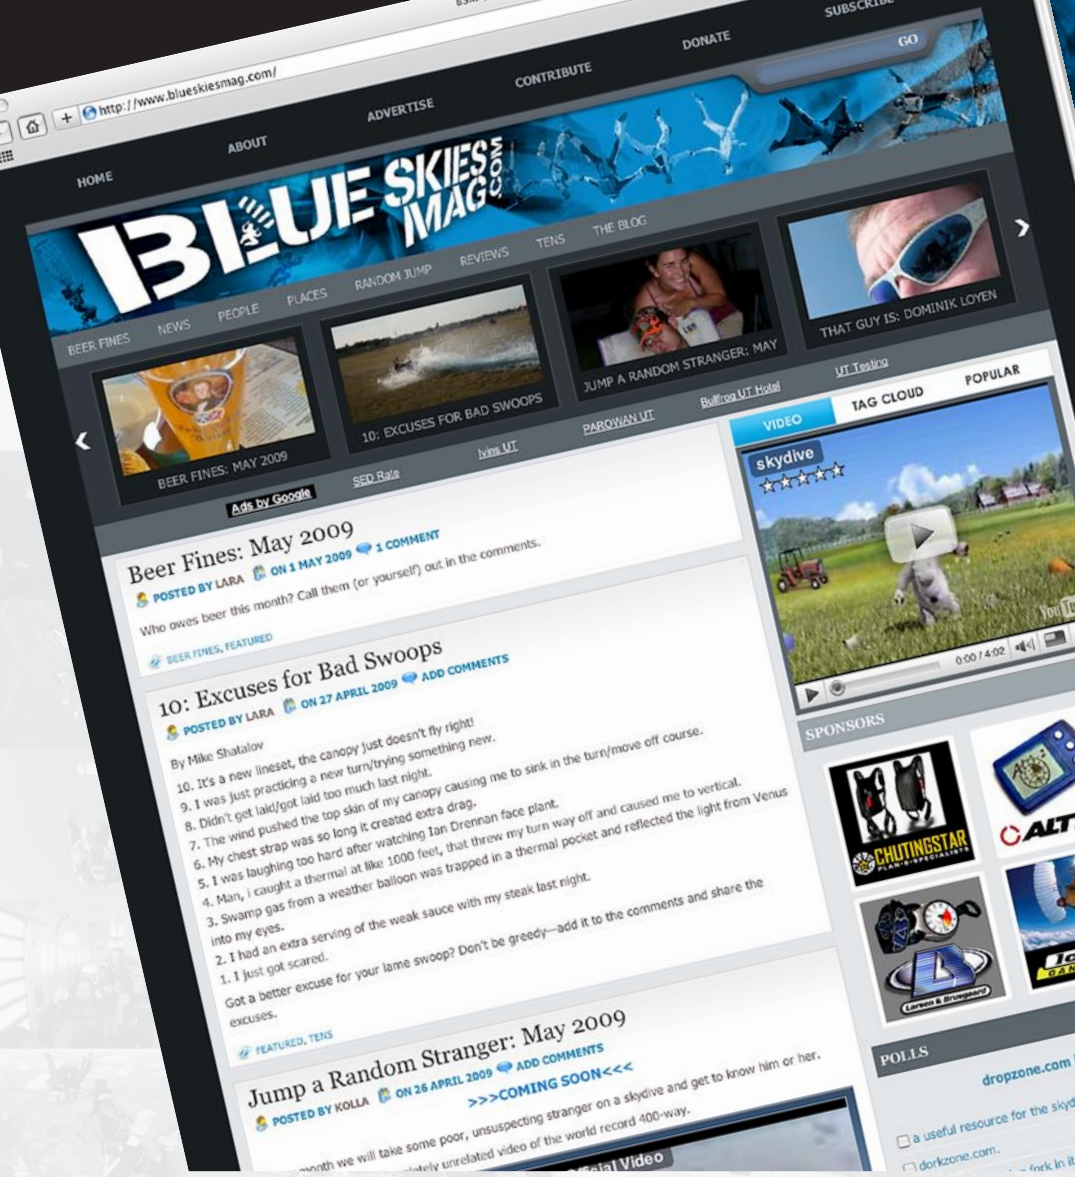 http://www.blueskiesmag.com/
HOME
ABOUT
ADVERTISE
CONTRIBUTE
DONATE
SUBSCRIBE
GO
BLUE SKIES
MAG.COM
BEER FINES
NEWS
PEOPLE
PLACES
RANDOM JUMP
REVIEWS
TENS
THE BLOG
BEER FINES: MAY 2009
10: EXCUSES FOR BAD SWOOPS
JUMP A RANDOM STRANGER: MAY
THAT GUY IS: DOMINIK LOYEN
Ads by Google
SED Rate
Ivins UT
PAROWAN UT
Bullfrog UT Hotel
UT Testing
Beer Fines: May 2009
POSTED BY LARA ON 1 MAY 2009 1 COMMENT
Who owes beer this month? Call them (or yourself) out in the comments.
BEER FINES, FEATURED
10: Excuses for Bad Swoops
POSTED BY LARA ON 27 APRIL 2009 ADD COMMENTS
By Mike Shatalov
10. It's a new lineset, the canopy just doesn't fly right!
9. I was just practicing a new turn/trying something new.
8. Didn't get laid/got laid too much last night.
7. The wind pushed the top skin of my canopy causing me to sink in the turn/move off course.
6. My chest strap was so long it created extra drag.
5. I was laughing too hard after watching Ian Drennan face plant.
4. Man, i caught a thermal at like 1000 feet, that threw my turn way off and caused me to vertical.
3. Swamp gas from a weather balloon was trapped in a thermal pocket and reflected the light from Venus
into my eyes.
2. I had an extra serving of the weak sauce with my steak last night.
1. I just got scared.
Got a better excuse for your lame swoop? Don't be greedy—add it to the comments and share the
excuses.
FEATURED, TENS
Jump a Random Stranger: May 2009
POSTED BY KOLLA ON 26 APRIL 2009 ADD COMMENTS
>>>COMING SOON<<<
we will take some poor, unsuspecting stranger on a skydive and get to know him or her.
unrelated video of the world record 400-way.
Video
VIDEO
TAG CLOUD
POPULAR
skydive
0:00 / 4:02
SPONSORS
CHUTINGSTAR
Larsen & Brusgaard
POLLS
dropzone.com
a useful resource for the
dorkzone.com.
fork in it